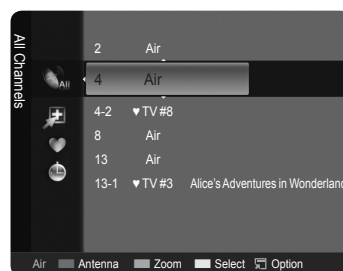 All Channels
All
2 Air
4 Air
4-2 ♥ TV #8
8 Air
13 Air
13-1 ♥ TV #3 Alice's Adventures in Wonderland
Air Antenna Zoom Select Option